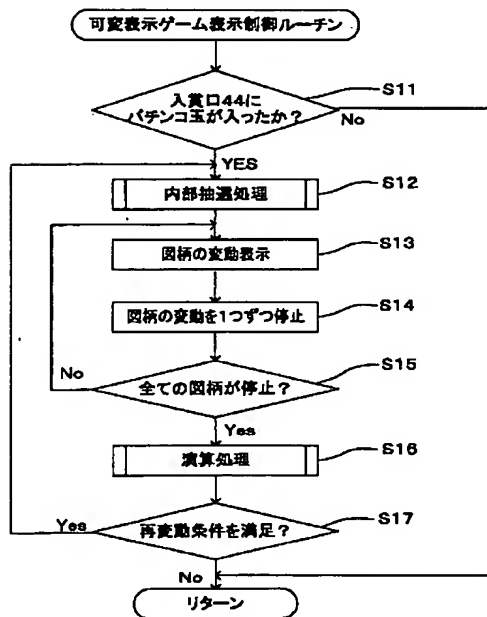 可変表示ゲーム表示制御ルーチン
S11
入賞口44に
パチンコ玉が入ったか？
No
YES
S12
内部抽選処理
S13
図柄の変動表示
S14
図柄の変動を1つずつ停止
S15
No
全ての図柄が停止？
Yes
S16
演算処理
S17
Yes
再変動条件を満足？
No
リターン